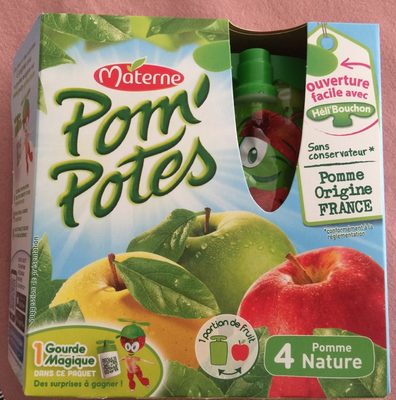 Materne
Pom'
Potes
ouverture
facile avec
Héli'Bouchon
Sans
conservateur*
Pomme
Origine
FRANCE
*conformément à la
réglementation
1 Gourde
Magique
DANS CE PAQUET
Des surprises à gagner !
1 portion de fruit
4 Pomme
Nature